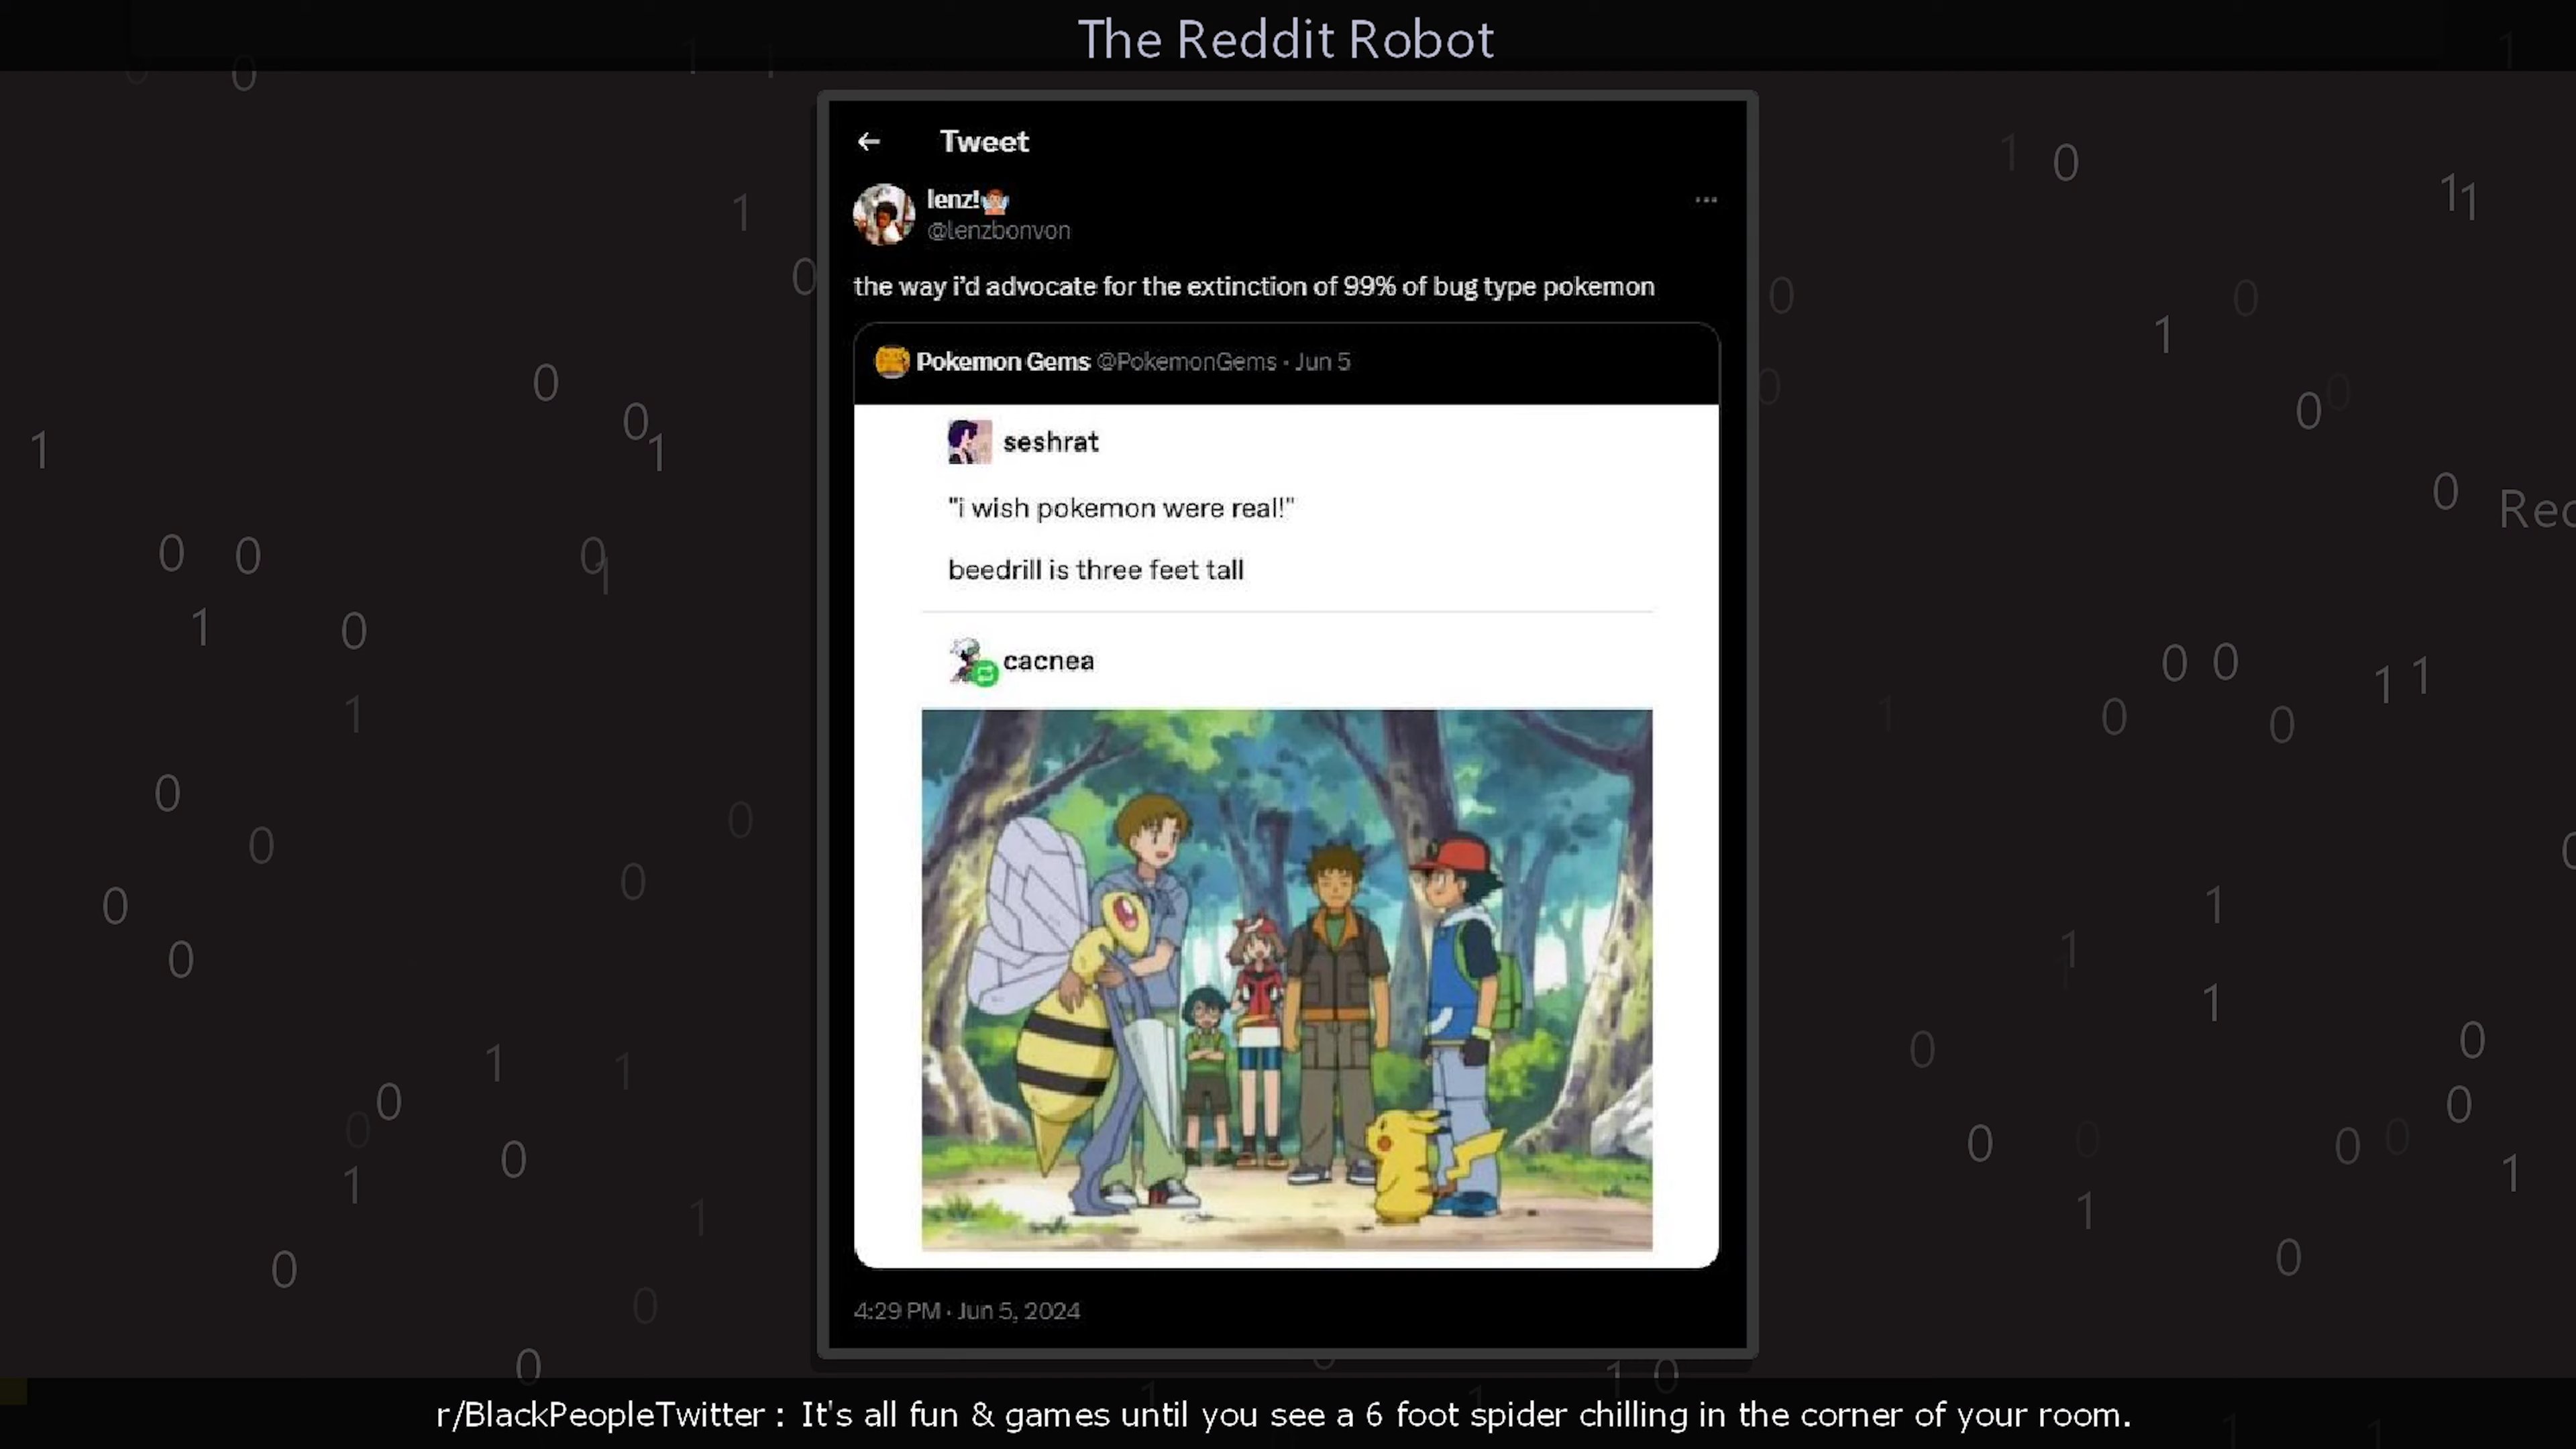 The Reddit Robot
Tweet
lenz!
@lenzbonvon
the way i'd advocate for the extinction of 99% of bug type pokemon
Pokemon Gems @PokemonGems · Jun 5
seshrat
"i wish pokemon were real!"
beedrill is three feet tall
cacnea
4:29 PM · Jun 5, 2024
r/BlackPeopleTwitter : It's all fun & games until you see a 6 foot spider chilling in the corner of your room.